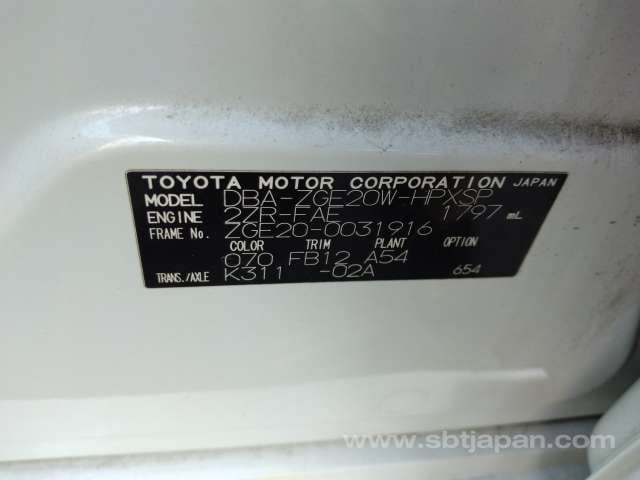 TOYOTA MOTOR CORPORATION JAPAN
MODEL DBA-ZGE20W-HPXSP
ENGINE 2ZR-FAE 1797 mL
FRAME No. ZGE20-0031916
COLOR TRIM PLANT OPTION
070 FB12 A54
TRANS./AXLE K311 -02A 654
www.sbtjapan.com